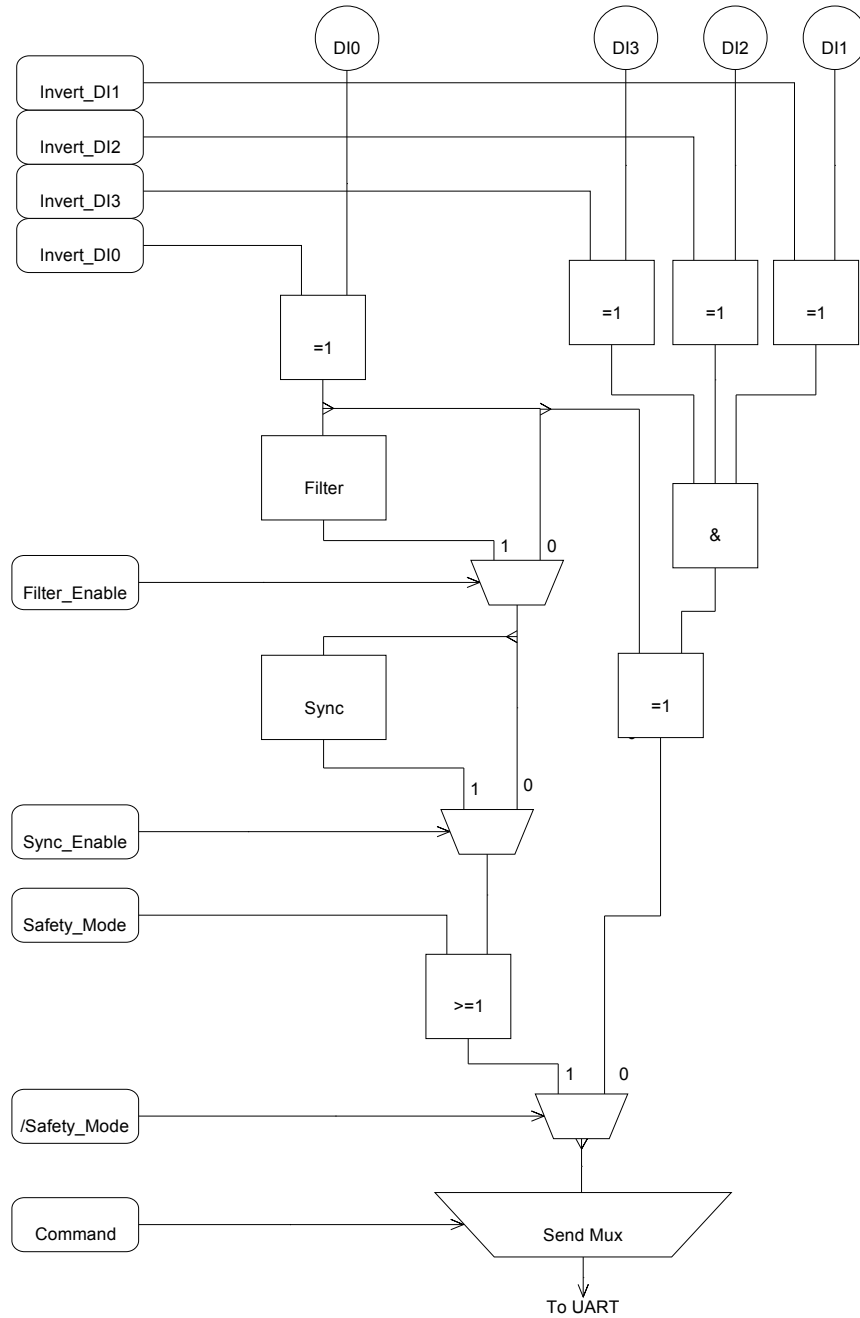 DI0
DI3
DI2
DI1
Invert_DI1
Invert_DI2
Invert_DI3
Invert_DI0
=1
=1
=1
=1
Filter
&
1
0
Filter_Enable
Sync
=1
1
0
Sync_Enable
Safety_Mode
>=1
1
0
/Safety_Mode
Command
Send Mux
To UART